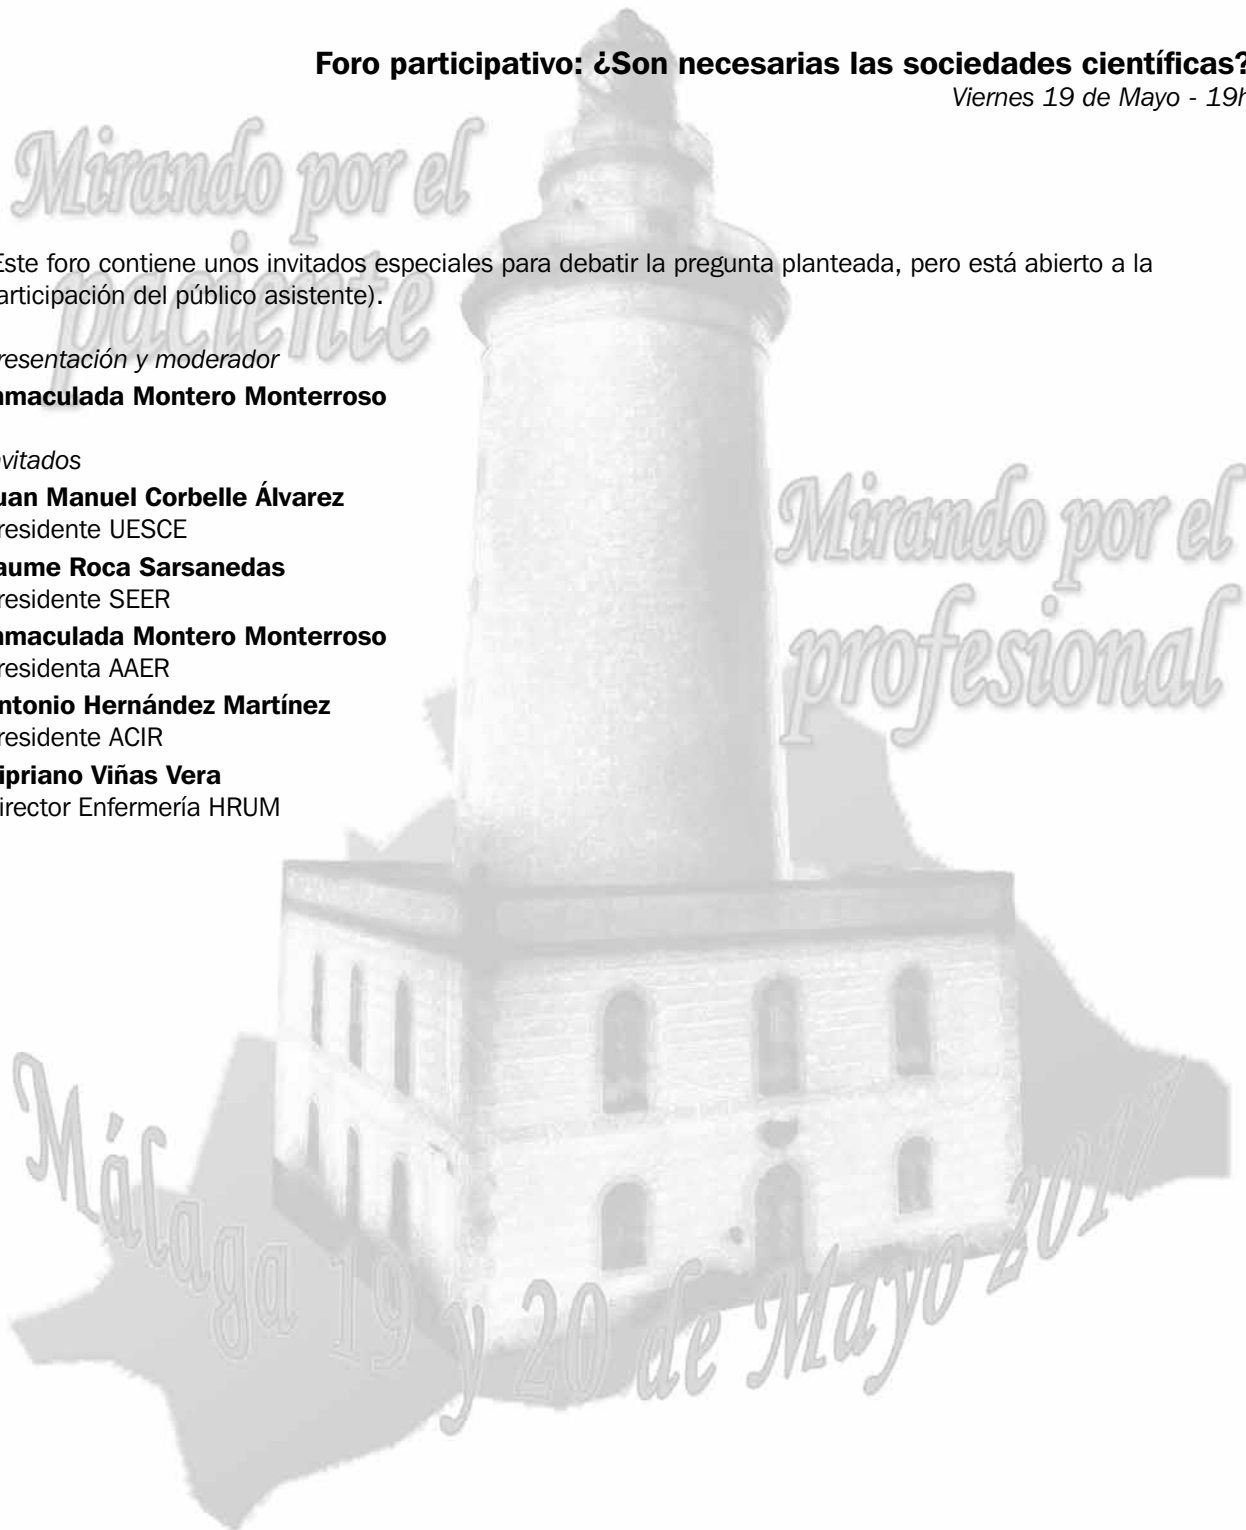 Foro participativo: ¿Son necesarias las sociedades científicas?
Viernes 19 de Mayo - 19h
Mirando por el
paciente
Este foro contiene unos invitados especiales para debatir la pregunta planteada, pero está abierto a la
articipación del público asistente).
resentación y moderador
nmaculada Montero Monterroso
nvitados
uan Manuel Corbelle Álvarez
residente UESCE
aume Roca Sarsanedas
residente SEER
nmaculada Montero Monterroso
residenta AAER
ntonio Hernández Martínez
residente ACIR
ipriano Viñas Vera
irector Enfermería HRUM
Mirando por el
profesional
Málaga 19 y 20 de Mayo 2017